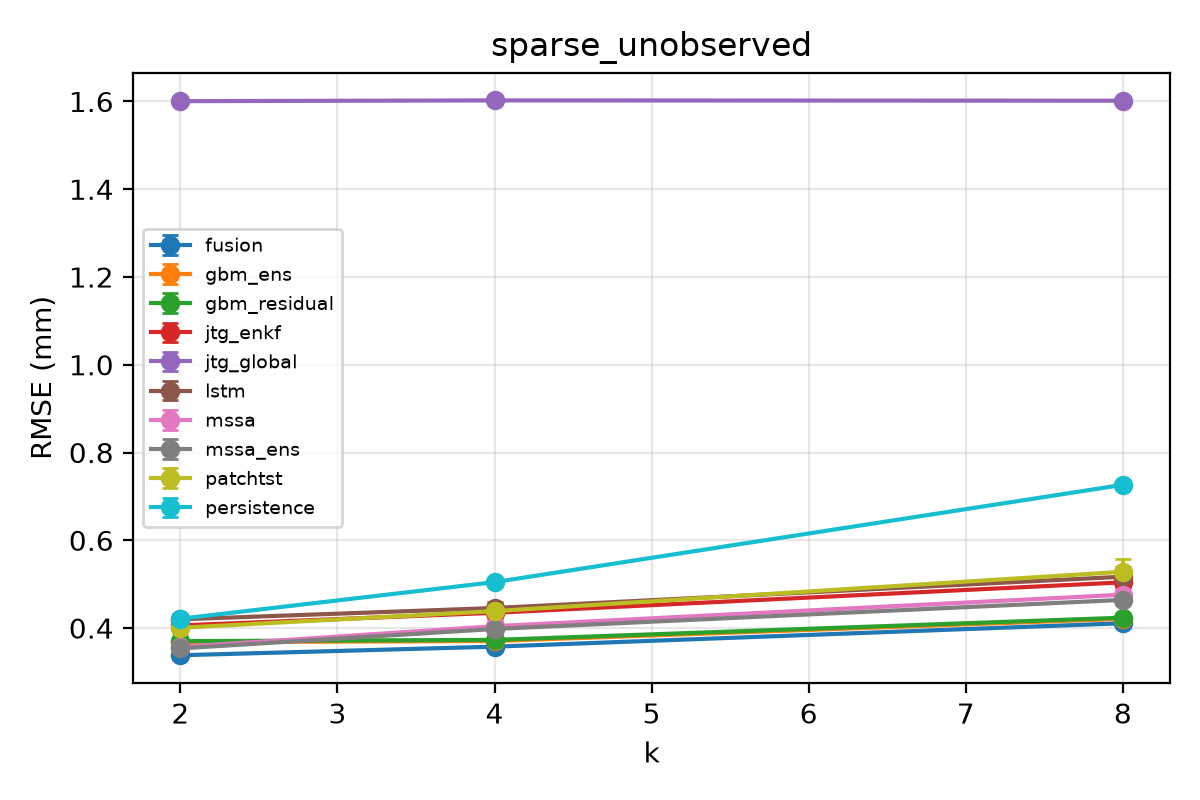 sparse_unobserved
RMSE (mm)
1.6
1.4
1.2
1.0
0.8
0.6
0.4
fusion
gbm_ens
gbm_residual
jtg_enkf
jtg_global
lstm
mssa
mssa_ens
patchtst
persistence
2
3
4
5
6
7
8
k